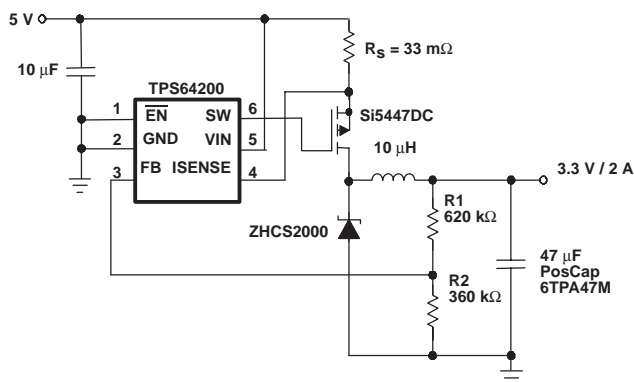 5 V
R_S = 33 mΩ
10 μF
TPS64200
1
EN
SW
6
Si5447DC
2
GND
VIN
5
10 μH
3
FB
ISENSE
4
3.3 V / 2 A
R1
620 kΩ
ZHCS2000
47 μF
PosCap
6TPA47M
R2
360 kΩ